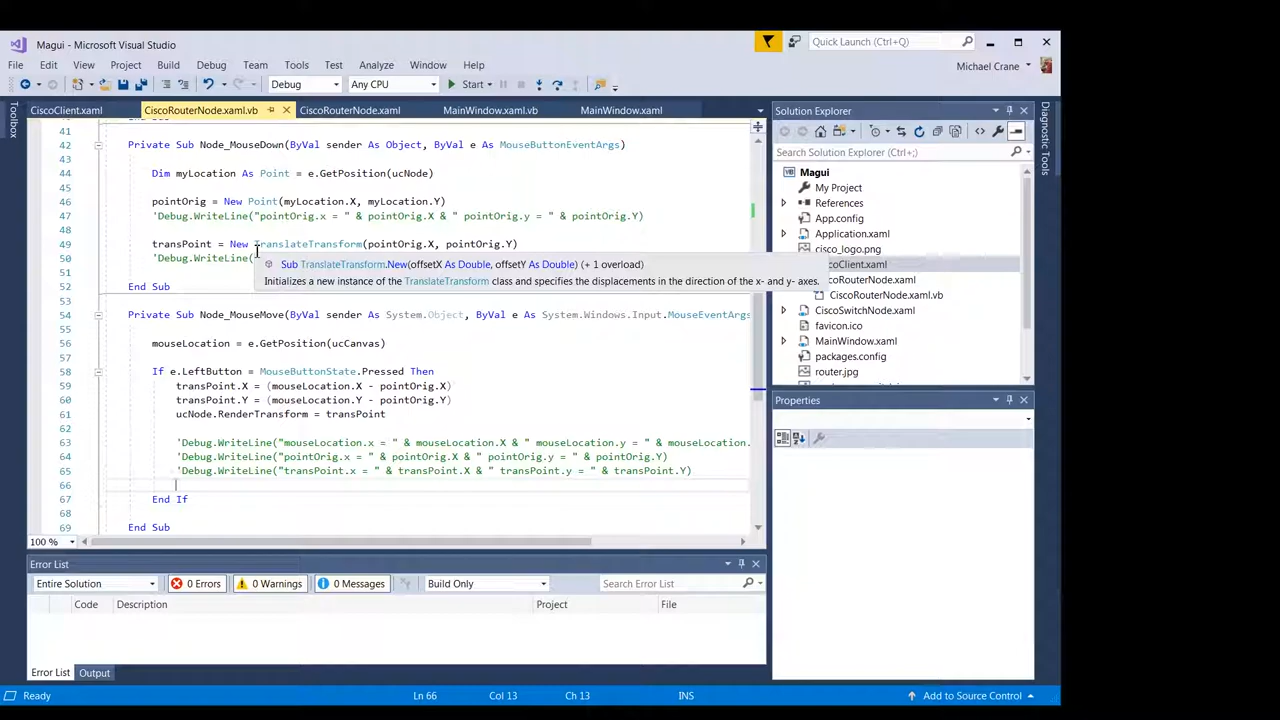 Magui - Microsoft Visual Studio
Quick Launch (Ctrl+Q)
File Edit View Project Build Debug Team Tools Test Analyze Window Help
Michael Crane
Debug Any CPU Start
Toolbox
CiscoClient.xaml CiscoRouterNode.xaml.vb CiscoRouterNode.xaml MainWindow.xaml.vb MainWindow.xaml
41
42 Private Sub Node_MouseDown(ByVal sender As Object, ByVal e As MouseButtonEventArgs)
43
44 Dim myLocation As Point = e.GetPosition(ucNode)
45
46 pointOrig = New Point(myLocation.X, myLocation.Y)
47 'Debug.WriteLine("pointOrig.x = " & pointOrig.X & " pointOrig.y = " & pointOrig.Y)
48
49 transPoint = New TranslateTransform(pointOrig.X, pointOrig.Y)
50 'Debug.WriteLine(
Sub TranslateTransform.New(offsetX As Double, offsetY As Double) (+ 1 overload)
Initializes a new instance of the TranslateTransform class and specifies the displacements in the direction of the x- and y- axes.
51
52 End Sub
53
54 Private Sub Node_MouseMove(ByVal sender As System.Object, ByVal e As System.Windows.Input.MouseEventArgs
55
56 mouseLocation = e.GetPosition(ucCanvas)
57
58 If e.LeftButton = MouseButtonState.Pressed Then
59 transPoint.X = (mouseLocation.X - pointOrig.X)
60 transPoint.Y = (mouseLocation.Y - pointOrig.Y)
61 ucNode.RenderTransform = transPoint
62
63 'Debug.WriteLine("mouseLocation.x = " & mouseLocation.X & " mouseLocation.y = " & mouseLocation.
64 'Debug.WriteLine("pointOrig.x = " & pointOrig.X & " pointOrig.y = " & pointOrig.Y)
65 'Debug.WriteLine("transPoint.x = " & transPoint.X & " transPoint.y = " & transPoint.Y)
66
67 End If
68
69 End Sub
100 %
Solution Explorer
Search Solution Explorer (Ctrl+;)
Magui
My Project
References
App.config
Application.xaml
cisco_logo.png
coClient.xaml
coRouterNode.xaml
CiscoRouterNode.xaml.vb
CiscoSwitchNode.xaml
favicon.ico
MainWindow.xaml
packages.config
router.jpg
Properties
Diagnostic Tools
Error List
Entire Solution 0 Errors 0 Warnings 0 Messages Build Only Search Error List
Code Description Project File
Error List Output
Ready Ln 66 Col 13 Ch 13 INS Add to Source Control